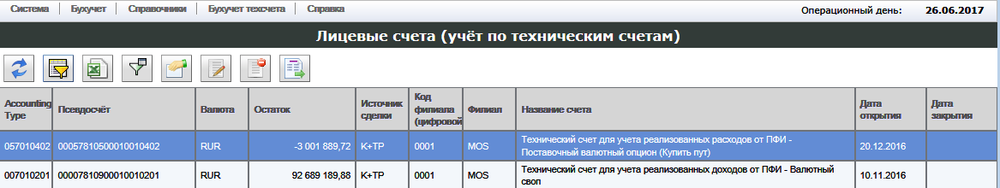 Система Бухучет Справочники Бухучет техсчета Справка Операционный день: 26.06.2017
Лицевые счета (учёт по техническим счетам)
Accounting Type Псевдосчёт Валюта Остаток Источник сделки Код филиала (цифровой Филиал Название счета Дата открытия Дата закрытия
057010402 00057810500010010402 RUR -3 001 889,72 K+TP 0001 MOS Технический счет для учета реализованных расходов от ПФИ -
Поставочный валютный опцион (Купить пут) 20.12.2016
007010201 00007810900010010201 RUR 92 689 189,88 K+TP 0001 MOS Технический счет для учета реализованных доходов от ПФИ - Валютный
своп 10.11.2016